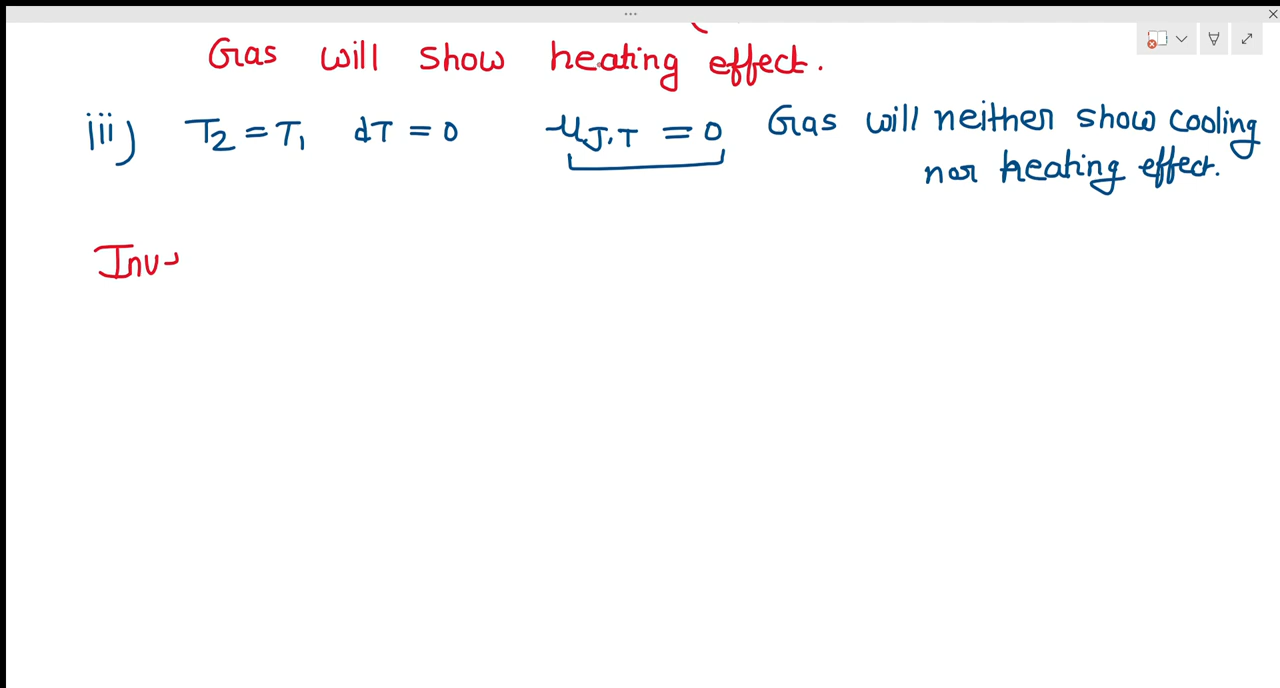 Gas will show heating effect.
iii) T₂ = T₁ dT = 0 μJ.T = 0 Gas will neither show cooling
nor heating effect.
Inv